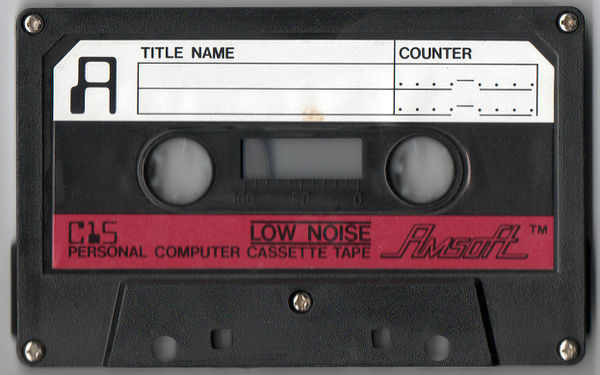 A
TITLE NAME
COUNTER
100 50 0
C15
LOW NOISE
PERSONAL COMPUTER CASSETTE TAPE
Amsoft ™